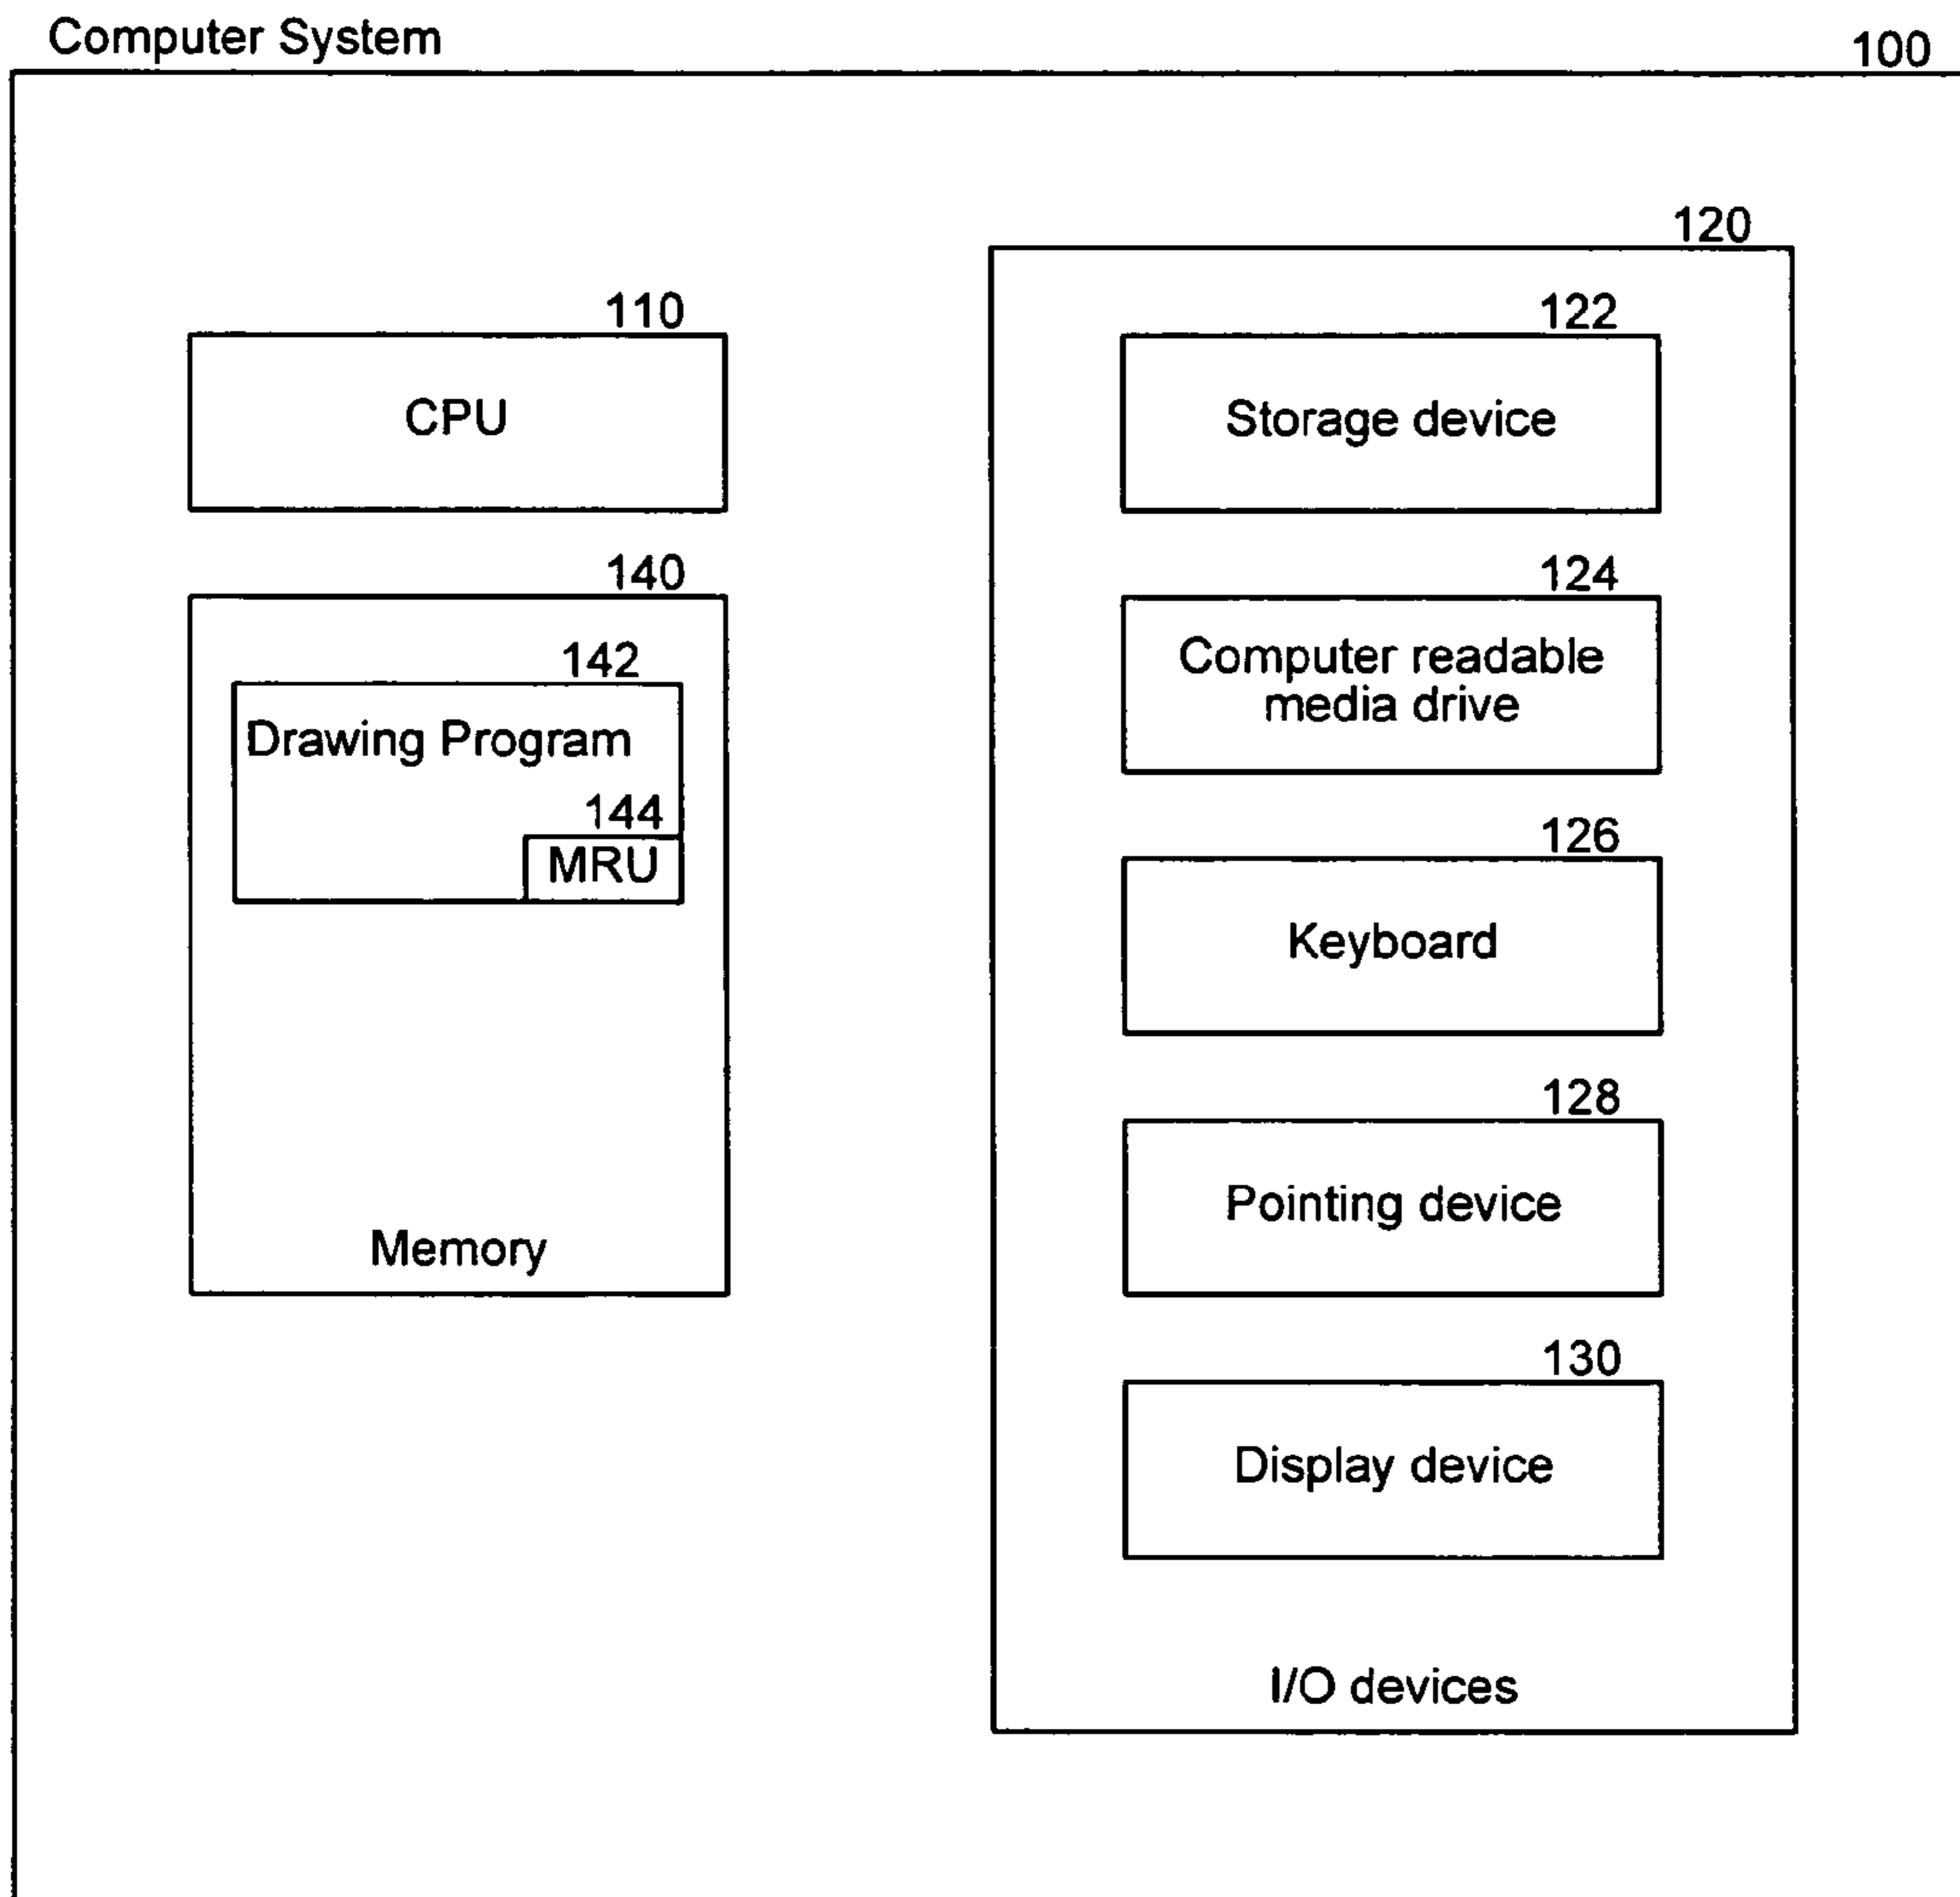 Computer System
100
110
CPU
140
142
Drawing Program
144
MRU
Memory
120
122
Storage device
124
Computer readable
media drive
126
Keyboard
128
Pointing device
130
Display device
I/O devices